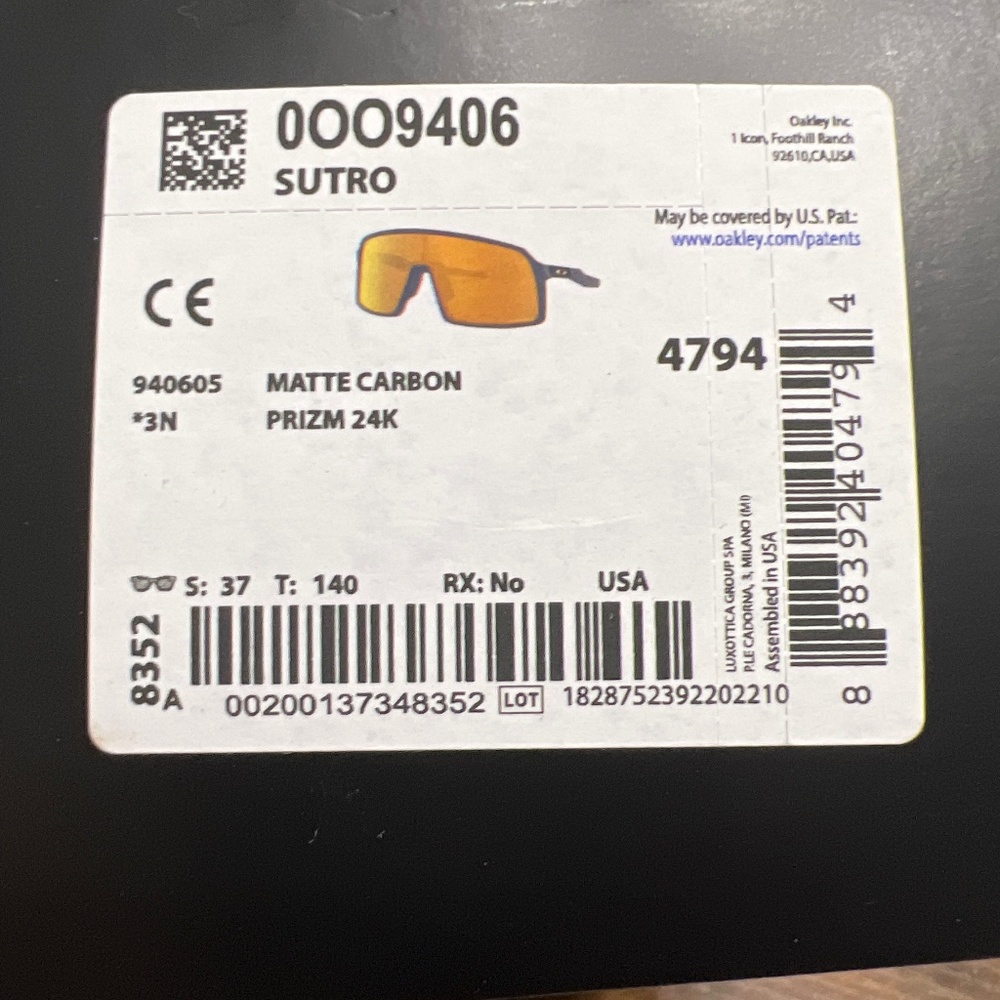 0OO9406
SUTRO
Oakley Inc.
1 Icon, Foothill Ranch
92610,CA,USA
May be covered by U.S. Pat.:
www.oakley.com/patents
CE
4794
940605 MATTE CARBON
*3N PRIZM 24K
S: 37 T: 140 RX: No USA
8352
A 00200137348352 LOT 1828752392202210
LUXOTTICA GROUP SPA
P.LE CADORNA, 3, MILANO (MI)
Assembled in USA
8 88392 40479 4